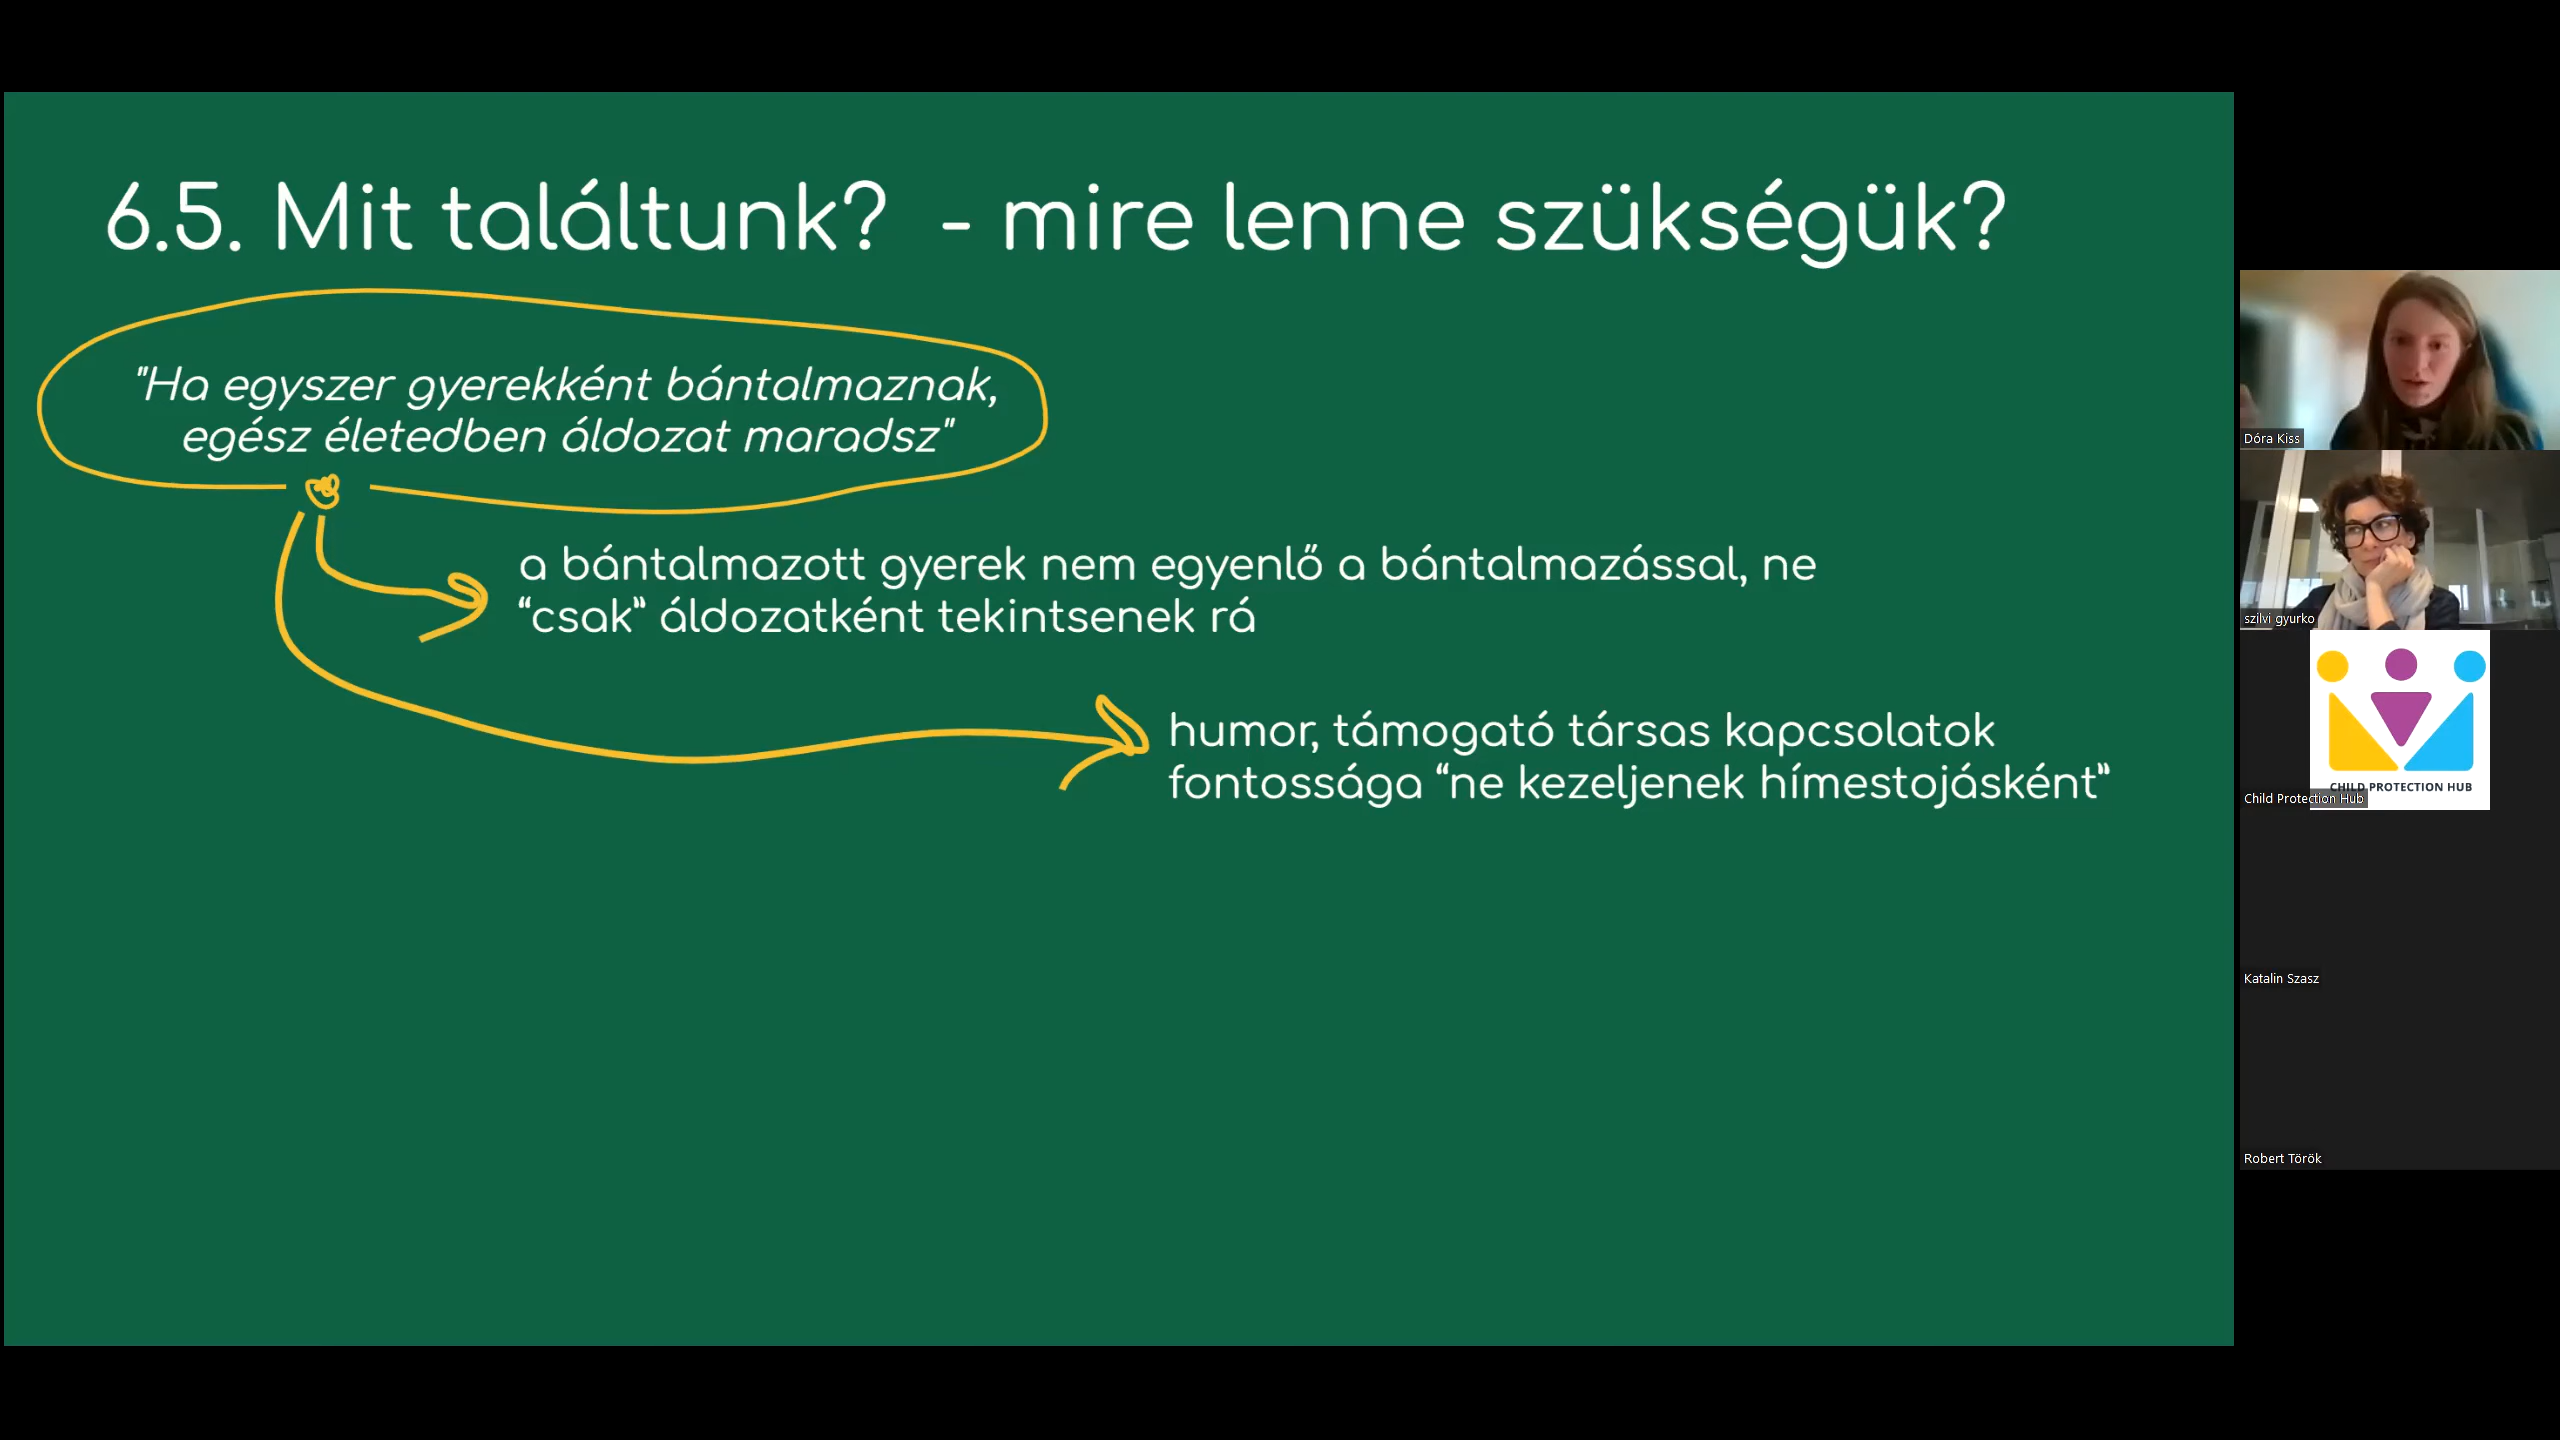 6.5. Mit találtunk?  - mire lenne szükségük?
"Ha egyszer gyerekként bántalmaznak,
egész életedben áldozat maradsz"
a bántalmazott gyerek nem egyenlő a bántalmazással, ne
“csak” áldozatként tekintsenek rá
humor, támogató társas kapcsolatok
fontossága “ne kezeljenek hímestojásként”
Dóra Kiss
szilvi gyurko
CHILD PROTECTION HUB
Child Protection Hub
Katalin Szasz
Robert Török